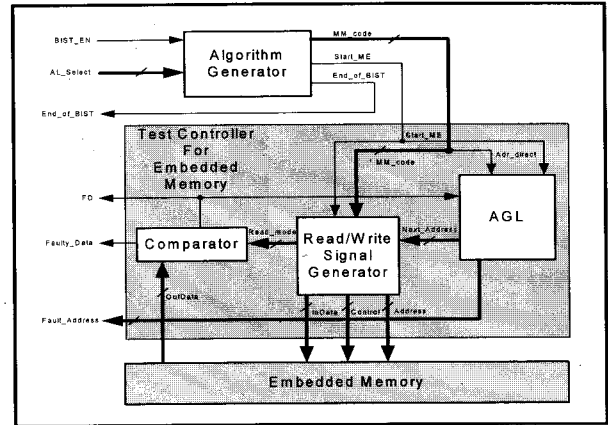 BIST_EN
MM_code
Algorithm
Generator
Start_ME
AL_Select
End_of_BIST
End_of_BIST
Test Controller
For
Embedded
Memory
Start_ME
MM_code
Adr_direct
FD
AGL
Comparator
Read_mode
Read/Write
Signal
Generator
Next_Address
Faulty_Data
OutData
InData
Control
Address
Fault_Address
Embedded Memory